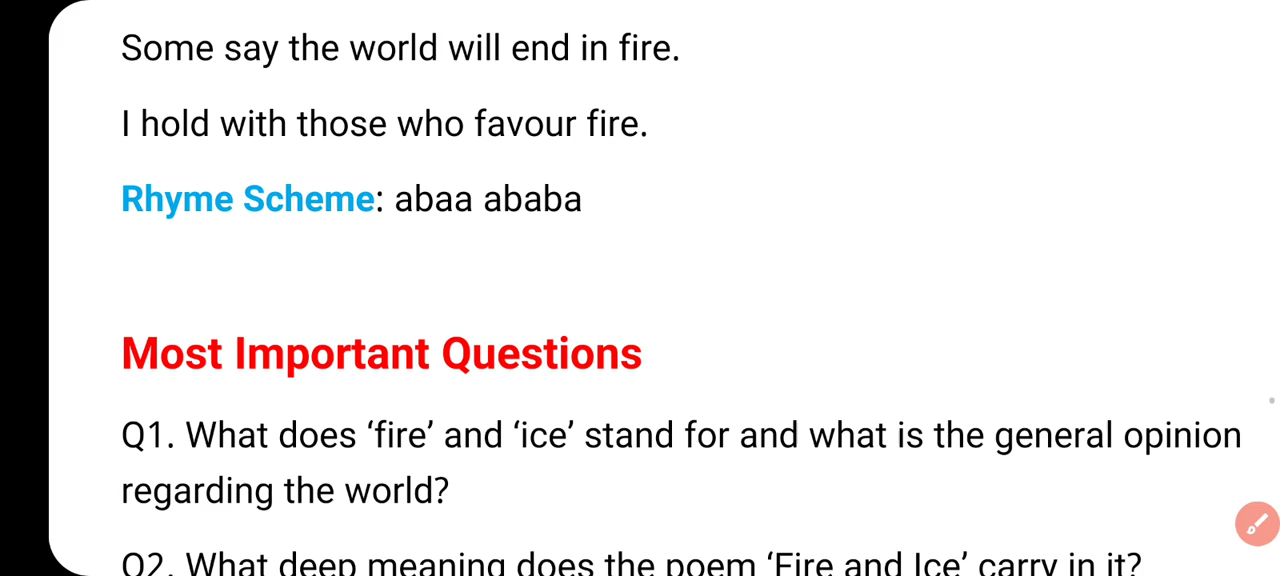 Some say the world will end in fire.
I hold with those who favour fire.
Rhyme Scheme: abaa ababa
Most Important Questions
Q1. What does ‘fire’ and ‘ice’ stand for and what is the general opinion
regarding the world?
Q2. What deep meaning does the poem ‘Fire and Ice’ carry in it?